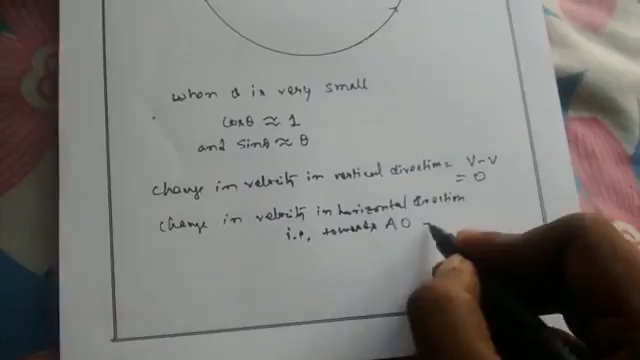 when θ is very small
cosθ ≈ 1
and sinθ ≈ θ
change in velocity in vertical direction = V-V
= 0
change in velocity in horizontal direction
i.e, towards AO -